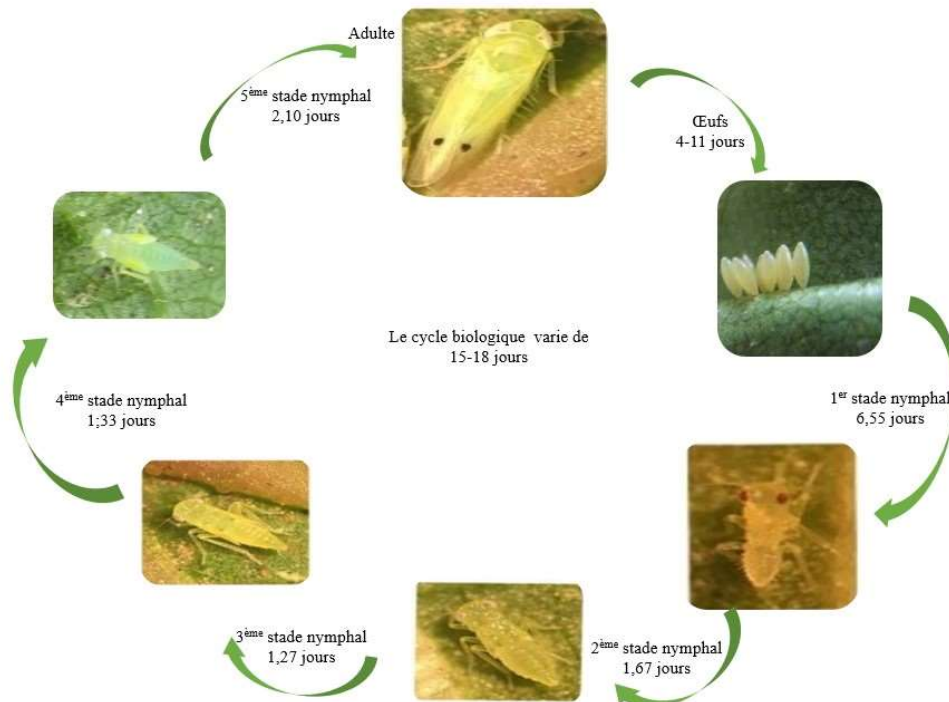 Adulte
Œufs
4-11 jours
1er stade nymphal
6,55 jours
2ème stade nymphal
1,67 jours
3ème stade nymphal
1,27 jours
4ème stade nymphal
1;33 jours
5ème stade nymphal
2,10 jours
Le cycle biologique varie de
15-18 jours